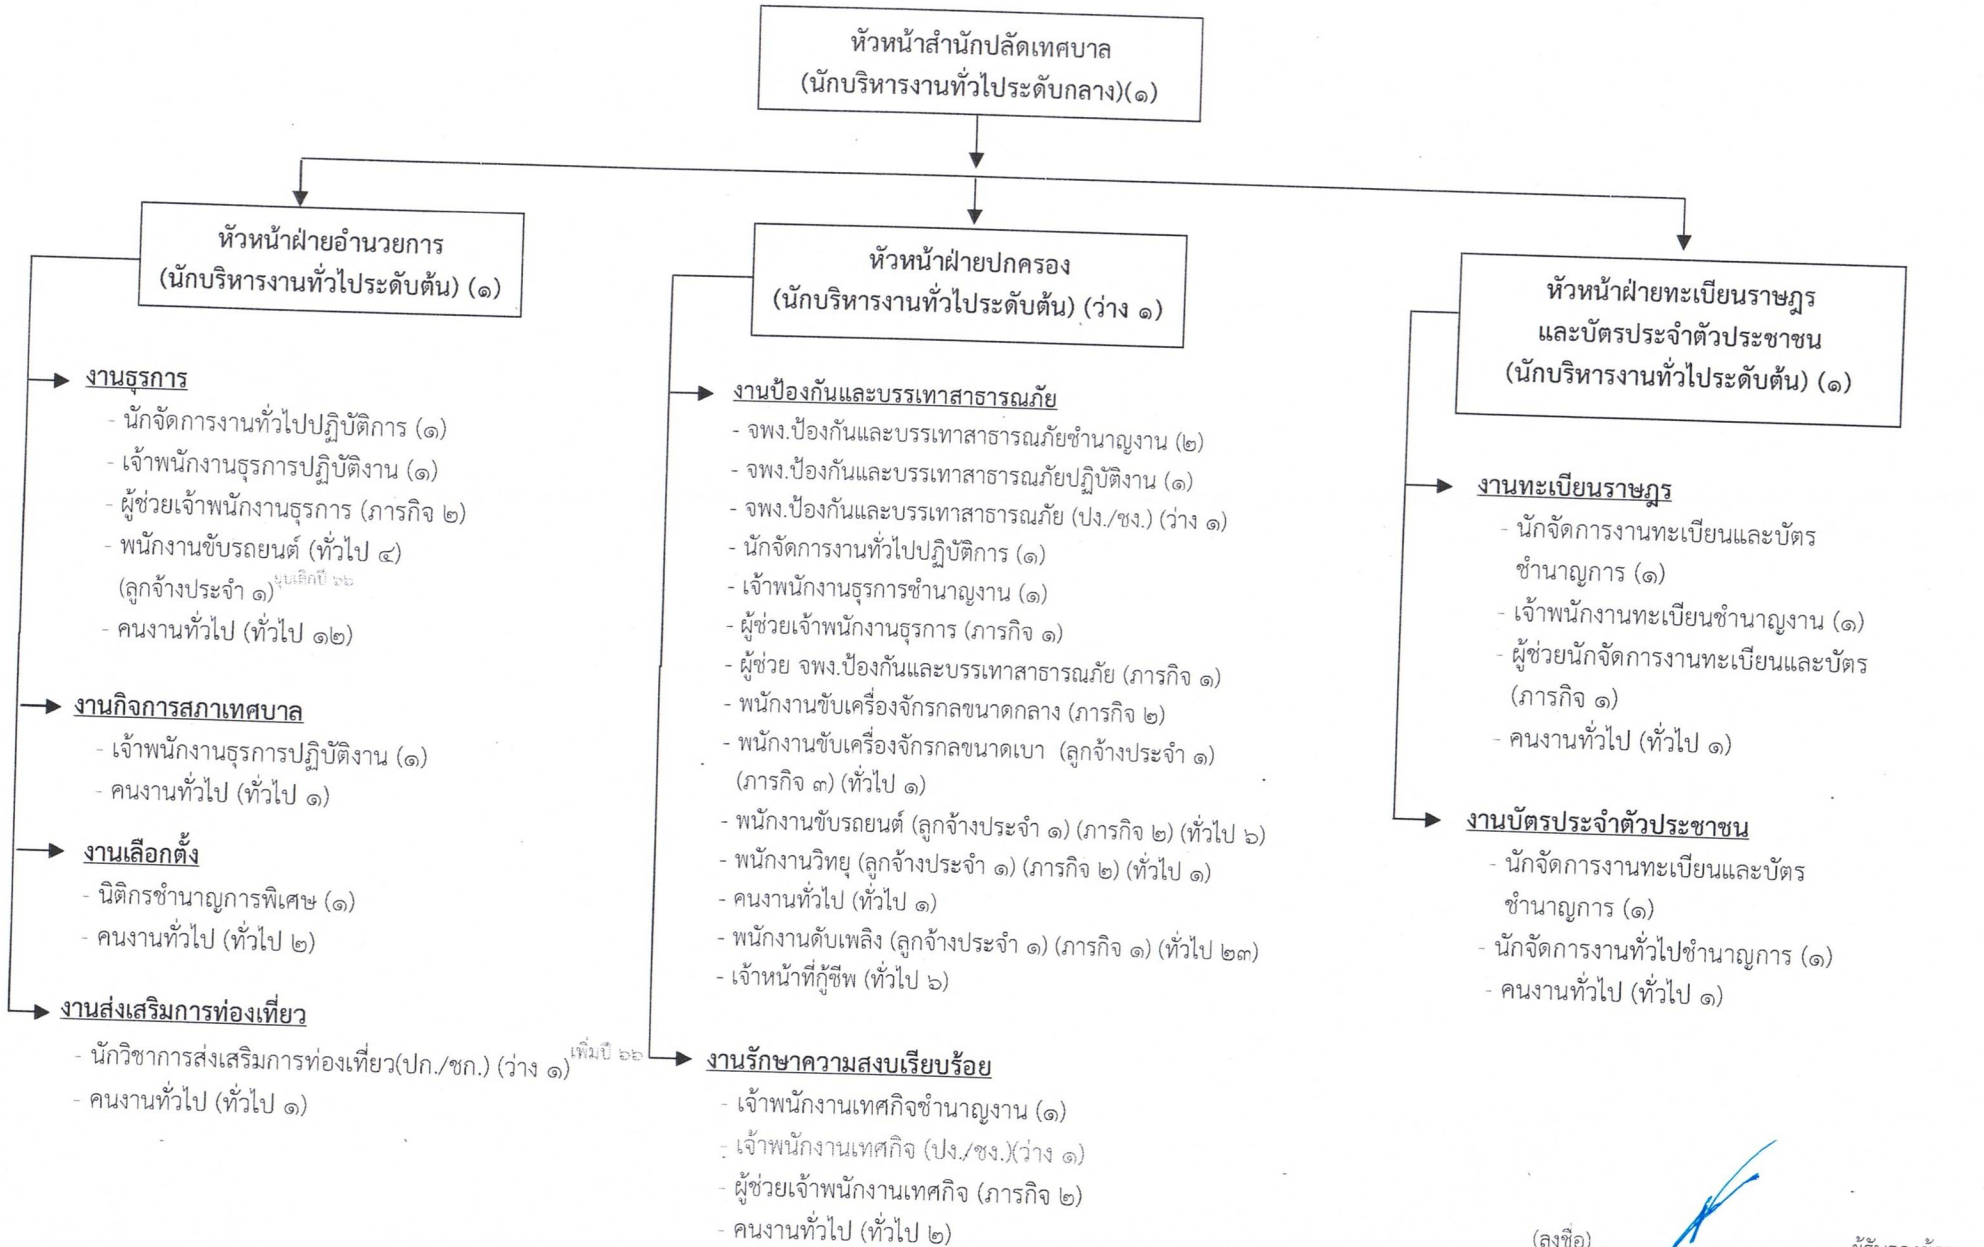 หัวหน้าสำนักปลัดเทศบาล
(นักบริหารงานทั่วไประดับกลาง)(๑)
หัวหน้าฝ่ายอำนวยการ
(นักบริหารงานทั่วไประดับต้น) (๑)
งานธุรการ
- นักจัดการงานทั่วไปปฏิบัติการ (๑)
- เจ้าพนักงานธุรการปฏิบัติงาน (๑)
- ผู้ช่วยเจ้าพนักงานธุรการ (ภารกิจ ๒)
- พนักงานขับรถยนต์ (ทั่วไป ๔)
(ลูกจ้างประจำ ๑) ยุบเลิกปี ๖๖
- คนงานทั่วไป (ทั่วไป ๑๒)
งานกิจการสภาเทศบาล
- เจ้าพนักงานธุรการปฏิบัติงาน (๑)
- คนงานทั่วไป (ทั่วไป ๑)
งานเลือกตั้ง
- นิติกรชำนาญการพิเศษ (๑)
- คนงานทั่วไป (ทั่วไป ๒)
งานส่งเสริมการท่องเที่ยว
- นักวิชาการส่งเสริมการท่องเที่ยว(ปก./ชก.) (ว่าง ๑) เพิ่มปี ๖๖
- คนงานทั่วไป (ทั่วไป ๑)
หัวหน้าฝ่ายปกครอง
(นักบริหารงานทั่วไประดับต้น) (ว่าง ๑)
งานป้องกันและบรรเทาสาธารณภัย
- จพง.ป้องกันและบรรเทาสาธารณภัยชำนาญงาน (๒)
- จพง.ป้องกันและบรรเทาสาธารณภัยปฏิบัติงาน (๑)
- จพง.ป้องกันและบรรเทาสาธารณภัย (ปง./ชง.) (ว่าง ๑)
- นักจัดการงานทั่วไปปฏิบัติการ (๑)
- เจ้าพนักงานธุรการชำนาญงาน (๑)
- ผู้ช่วยเจ้าพนักงานธุรการ (ภารกิจ ๑)
- ผู้ช่วย จพง.ป้องกันและบรรเทาสาธารณภัย (ภารกิจ ๑)
- พนักงานขับเครื่องจักรกลขนาดกลาง (ภารกิจ ๒)
- พนักงานขับเครื่องจักรกลขนาดเบา (ลูกจ้างประจำ ๑)
(ภารกิจ ๓) (ทั่วไป ๑)
- พนักงานขับรถยนต์ (ลูกจ้างประจำ ๑) (ภารกิจ ๒) (ทั่วไป ๖)
- พนักงานวิทยุ (ลูกจ้างประจำ ๑) (ภารกิจ ๒) (ทั่วไป ๑)
- คนงานทั่วไป (ทั่วไป ๑)
- พนักงานดับเพลิง (ลูกจ้างประจำ ๑) (ภารกิจ ๑) (ทั่วไป ๒๓)
- เจ้าหน้าที่กู้ชีพ (ทั่วไป ๖)
งานรักษาความสงบเรียบร้อย
- เจ้าพนักงานเทศกิจชำนาญงาน (๑)
- เจ้าพนักงานเทศกิจ (ปง./ชง.)(ว่าง ๑)
- ผู้ช่วยเจ้าพนักงานเทศกิจ (ภารกิจ ๒)
- คนงานทั่วไป (ทั่วไป ๒)
หัวหน้าฝ่ายทะเบียนราษฎร
และบัตรประจำตัวประชาชน
(นักบริหารงานทั่วไประดับต้น) (๑)
งานทะเบียนราษฎร
- นักจัดการงานทะเบียนและบัตร
ชำนาญการ (๑)
- เจ้าพนักงานทะเบียนชำนาญงาน (๑)
- ผู้ช่วยนักจัดการงานทะเบียนและบัตร
(ภารกิจ ๑)
- คนงานทั่วไป (ทั่วไป ๑)
งานบัตรประจำตัวประชาชน
- นักจัดการงานทะเบียนและบัตร
ชำนาญการ (๑)
- นักจัดการงานทั่วไปชำนาญการ (๑)
- คนงานทั่วไป (ทั่วไป ๑)
(ลงชื่อ)